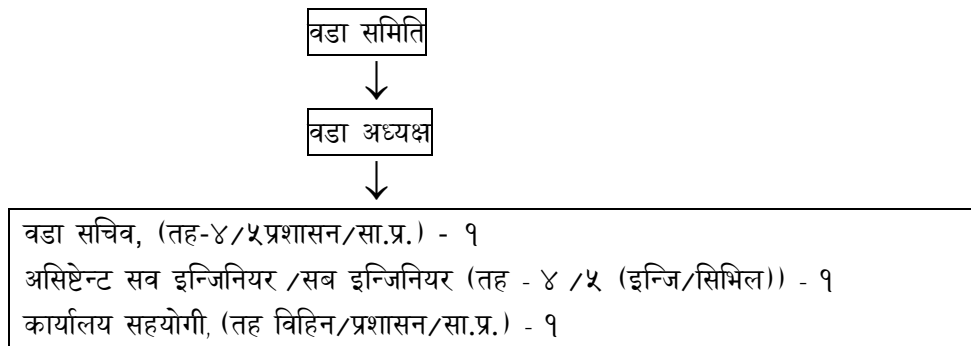 वडा समिति
वडा अध्यक्ष
वडा सचिव, (तह-४/५प्रशासन/सा.प्र.) - १
असिष्टेन्ट सव इन्जिनियर /सब इन्जिनियर (तह - ४ /५ (इन्जि/सिभिल)) - १
कार्यालय सहयोगी, (तह विहिन/प्रशासन/सा.प्र.) - १